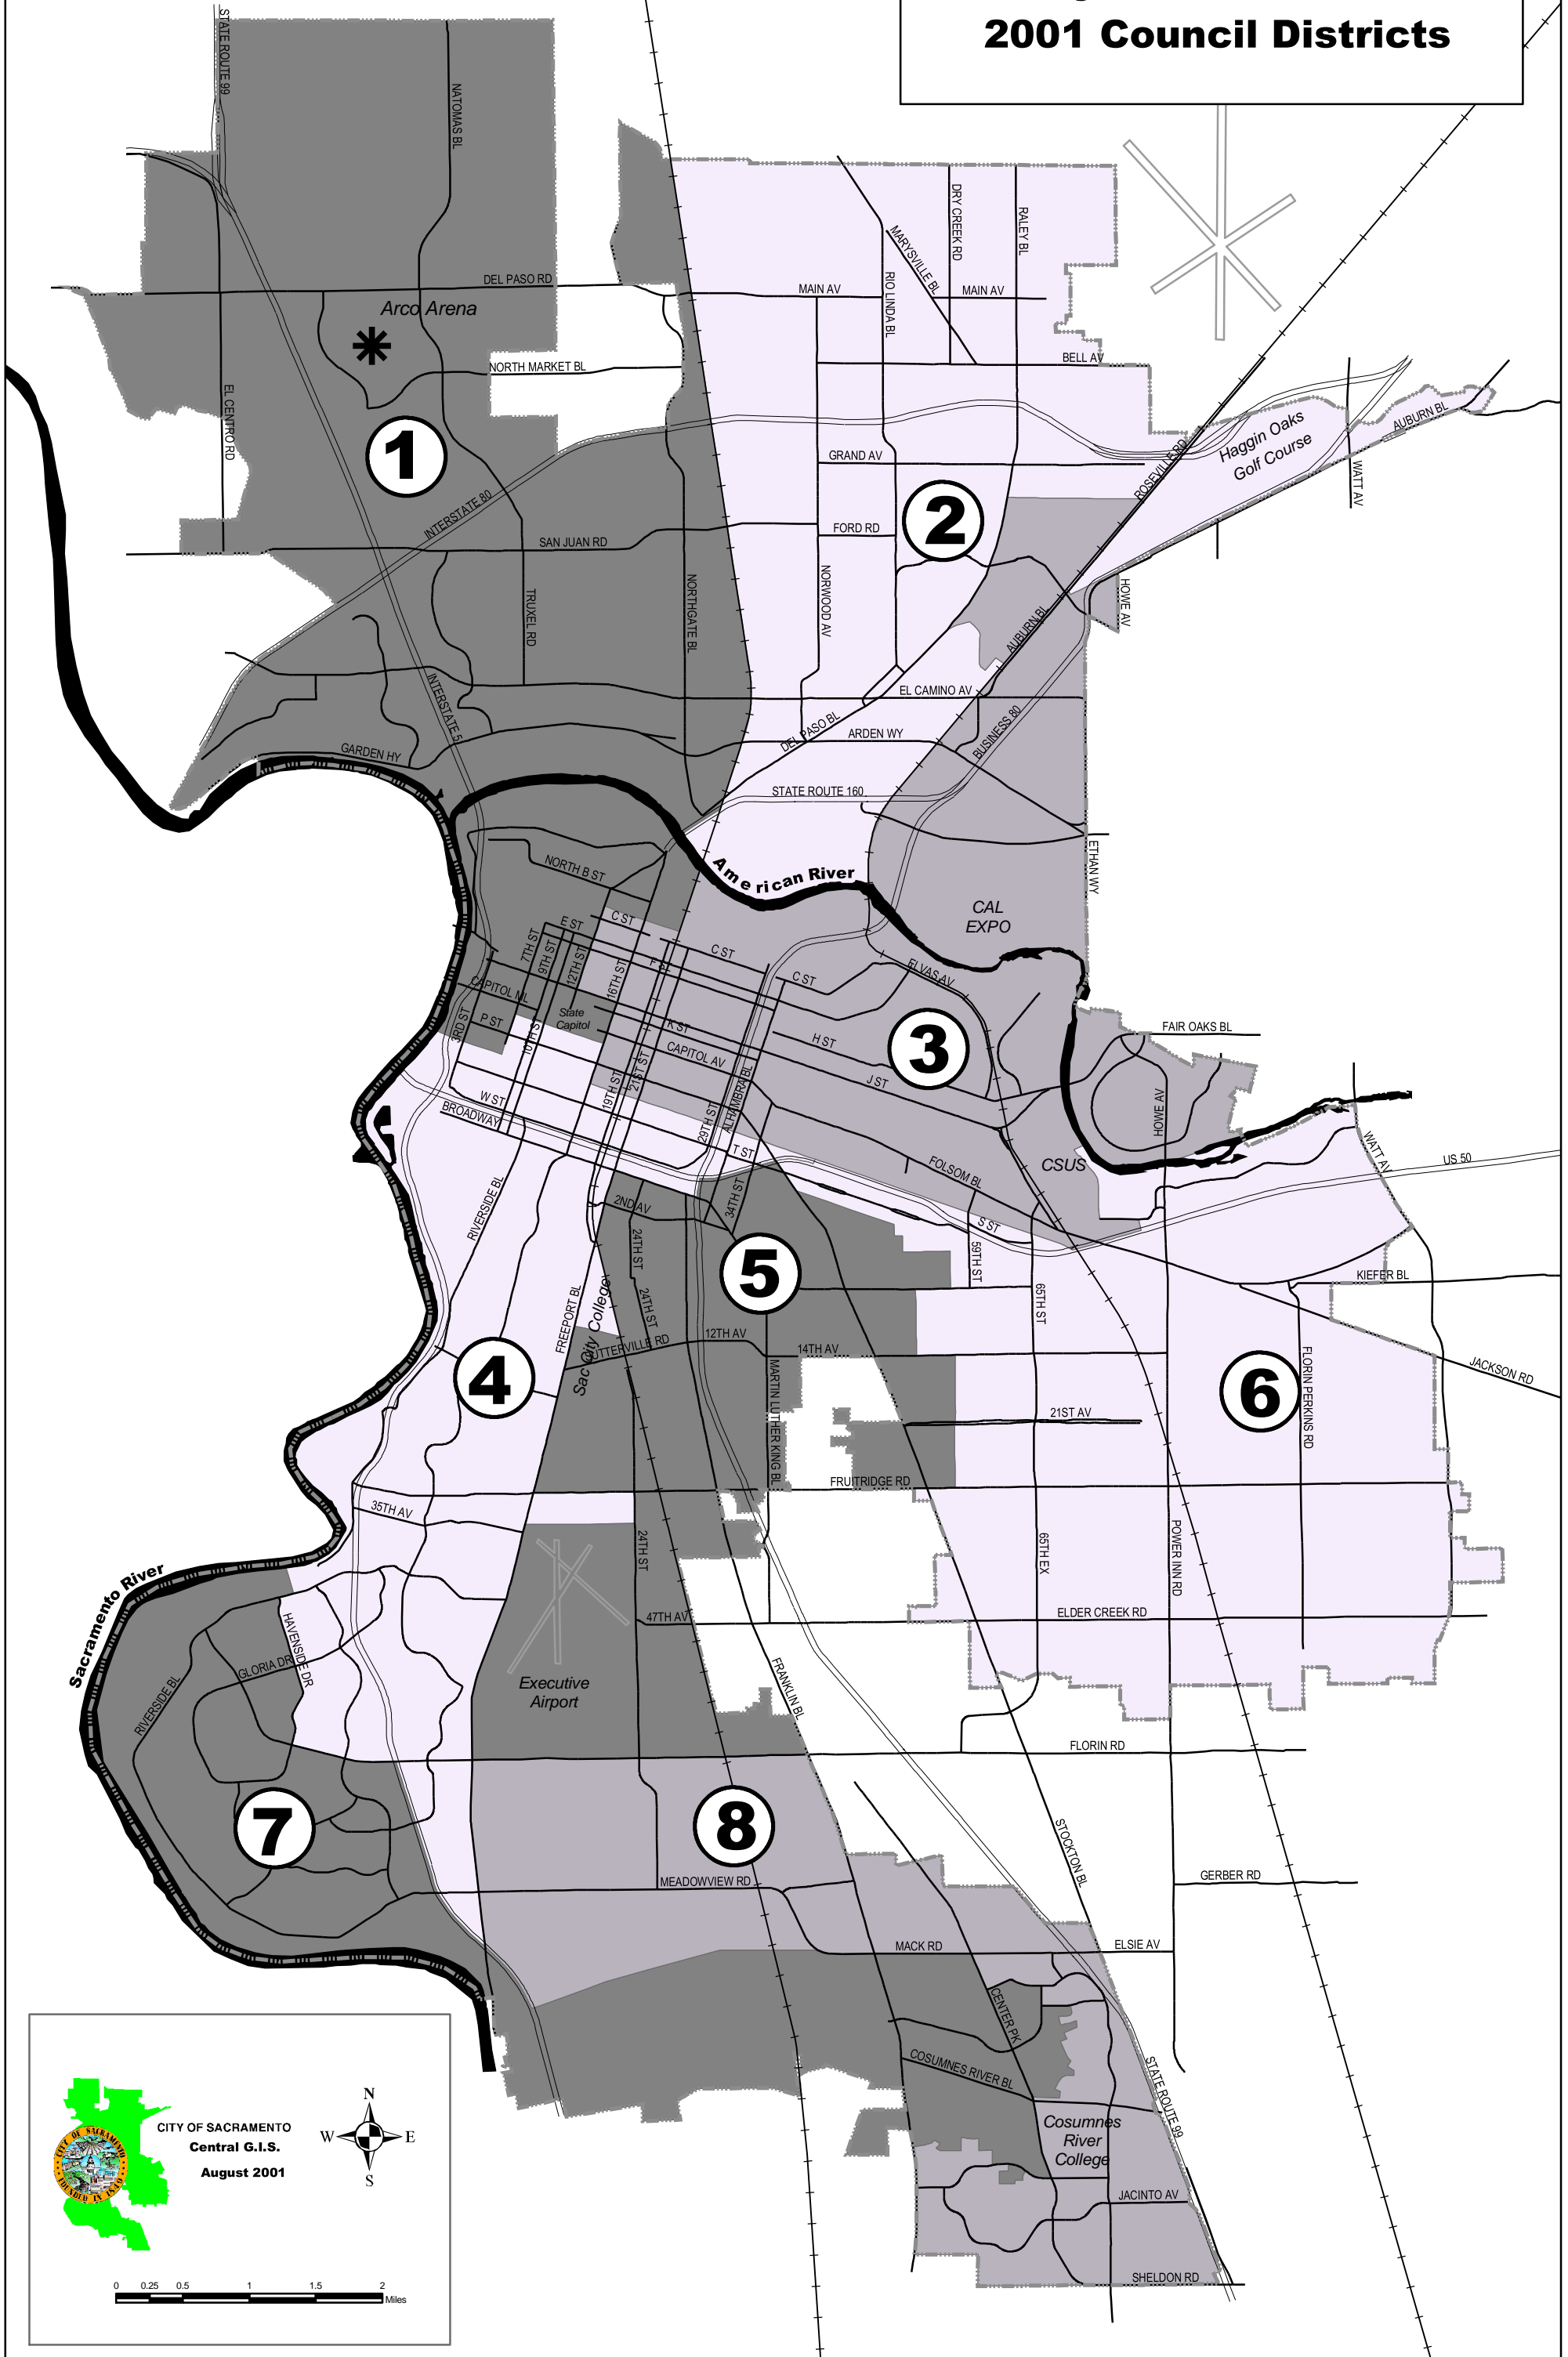 2001 Council Districts
STATE ROUTE 99
NATOMAS BL
DRY CREEK RD
RALEY BL
MARYSVILLE BL
RIO LINDA BL
DEL PASO RD
MAIN AV
MAIN AV
Arco Arena
NORTH MARKET BL
BELL AV
EL CENTRO RD
1
Haggin Oaks
Golf Course
AUBURN BL
WATT AV
GRAND AV
ROSEVILLE RD
INTERSTATE 80
2
FORD RD
SAN JUAN RD
TRUXEL RD
NORTHGATE BL
NORWOOD AV
HOWE AV
AUBURN BL
EL CAMINO AV
INTERSTATE 5
DEL PASO BL
ARDEN WY
BUSINESS 80
GARDEN HY
STATE ROUTE 160
American River
NORTH B ST
ETHAN WY
CAL
EXPO
C ST
E ST
C ST
F ST
7TH ST
9TH ST
12TH ST
16TH ST
C ST
ELVAS AV
CAPITOL ML
State
Capitol
P ST
3RD ST
10TH ST
K ST
H ST
3
FAIR OAKS BL
CAPITOL AV
J ST
19TH ST
21ST ST
29TH ST
ALHAMBRA BL
HOWE AV
W ST
BROADWAY
T ST
FOLSOM BL
CSUS
WATT AV
US 50
RIVERSIDE BL
2ND AV
34TH ST
S ST
24TH ST
59TH ST
5
KIEFER BL
65TH ST
24TH ST
FREEPORT BL
Sac City College
12TH AV
14TH AV
4
MARTIN LUTHER KING BL
FLORIN PERKINS RD
JACKSON RD
6
21ST AV
FRUITRIDGE RD
35TH AV
24TH ST
65TH EX
POWER INN RD
Sacramento River
47TH AV
ELDER CREEK RD
HAVENSIDE DR
GLORIA DR
RIVERSIDE BL
Executive
Airport
FRANKLIN BL
FLORIN RD
7
8
STOCKTON BL
MEADOWVIEW RD
GERBER RD
MACK RD
ELSIE AV
CENTER PK
COSUMNES RIVER BL
STATE ROUTE 99
Cosumnes
River
College
JACINTO AV
SHELDON RD
CITY OF SACRAMENTO
Central G.I.S.
August 2001
CITY OF SACRAMENTO
FOUNDED IN 1849
N
W
E
S
0 0.25 0.5 1 1.5 2
Miles